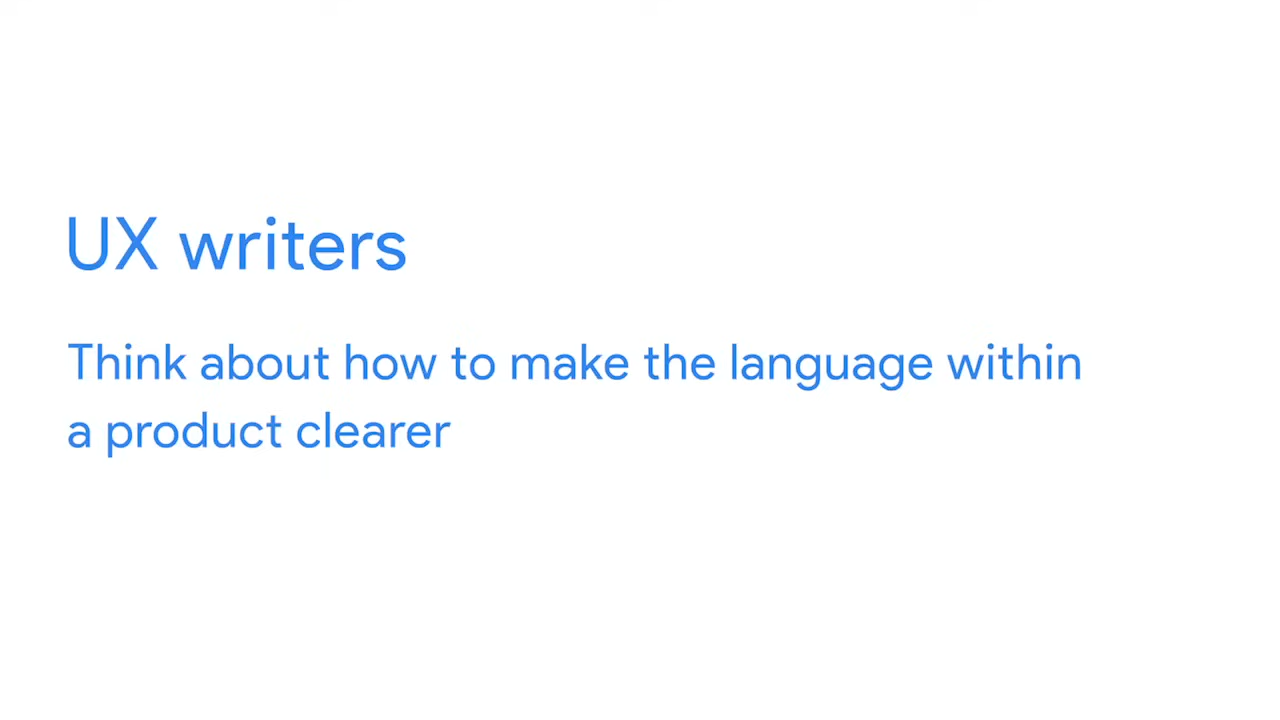 UX writers
Think about how to make the language within
a product clearer